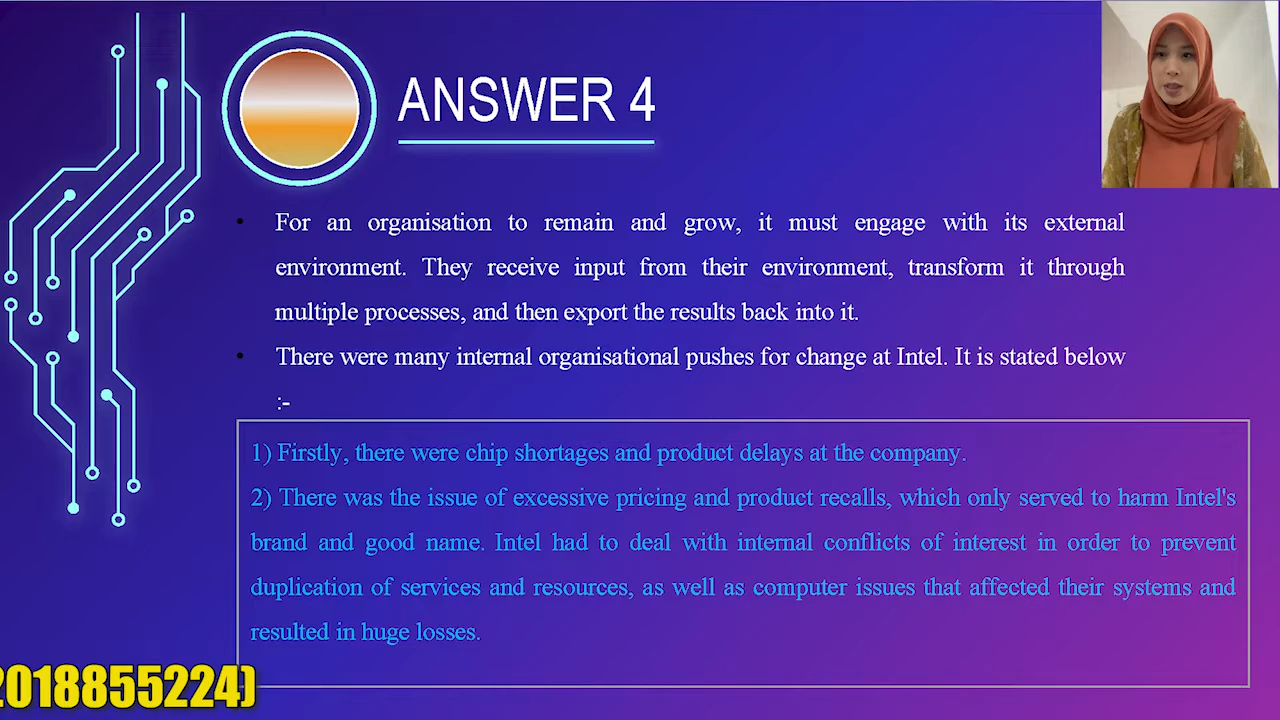 ANSWER 4
• For an organisation to remain and grow, it must engage with its external
environment. They receive input from their environment, transform it through
multiple processes, and then export the results back into it.
• There were many internal organisational pushes for change at Intel. It is stated below
:-
1) Firstly, there were chip shortages and product delays at the company.
2) There was the issue of excessive pricing and product recalls, which only served to harm Intel's
brand and good name. Intel had to deal with internal conflicts of interest in order to prevent
duplication of services and resources, as well as computer issues that affected their systems and
resulted in huge losses.
2018855224)